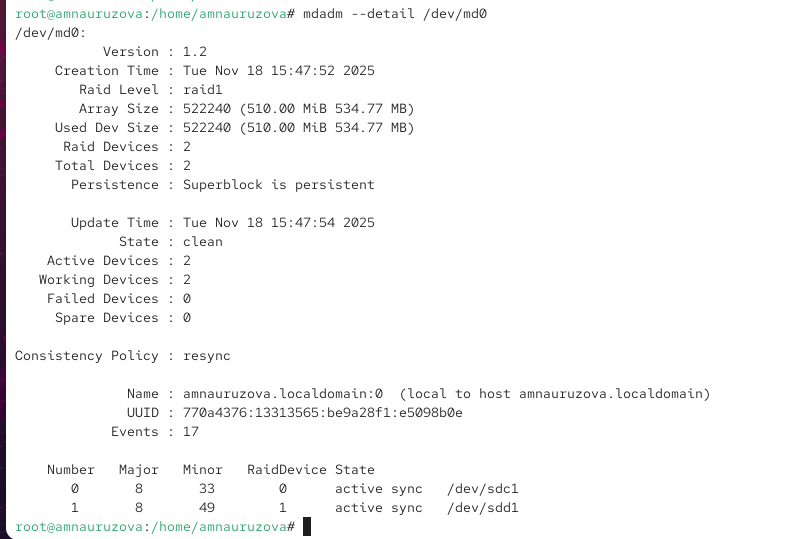 root@amnauruzova:/home/amnauruzova# mdadm --detail /dev/md0
/dev/md0:
Version : 1.2
Creation Time : Tue Nov 18 15:47:52 2025
Raid Level : raid1
Array Size : 522240 (510.00 MiB 534.77 MB)
Used Dev Size : 522240 (510.00 MiB 534.77 MB)
Raid Devices : 2
Total Devices : 2
Persistence : Superblock is persistent
Update Time : Tue Nov 18 15:47:54 2025
State : clean
Active Devices : 2
Working Devices : 2
Failed Devices : 0
Spare Devices : 0
Consistency Policy : resync
Name : amnauruzova.localdomain:0 (local to host amnauruzova.localdomain)
UUID : 770a4376:13313565:be9a28f1:e5098b0e
Events : 17
Number Major Minor RaidDevice State
0 8 33 0 active sync /dev/sdc1
1 8 49 1 active sync /dev/sdd1
root@amnauruzova:/home/amnauruzova#